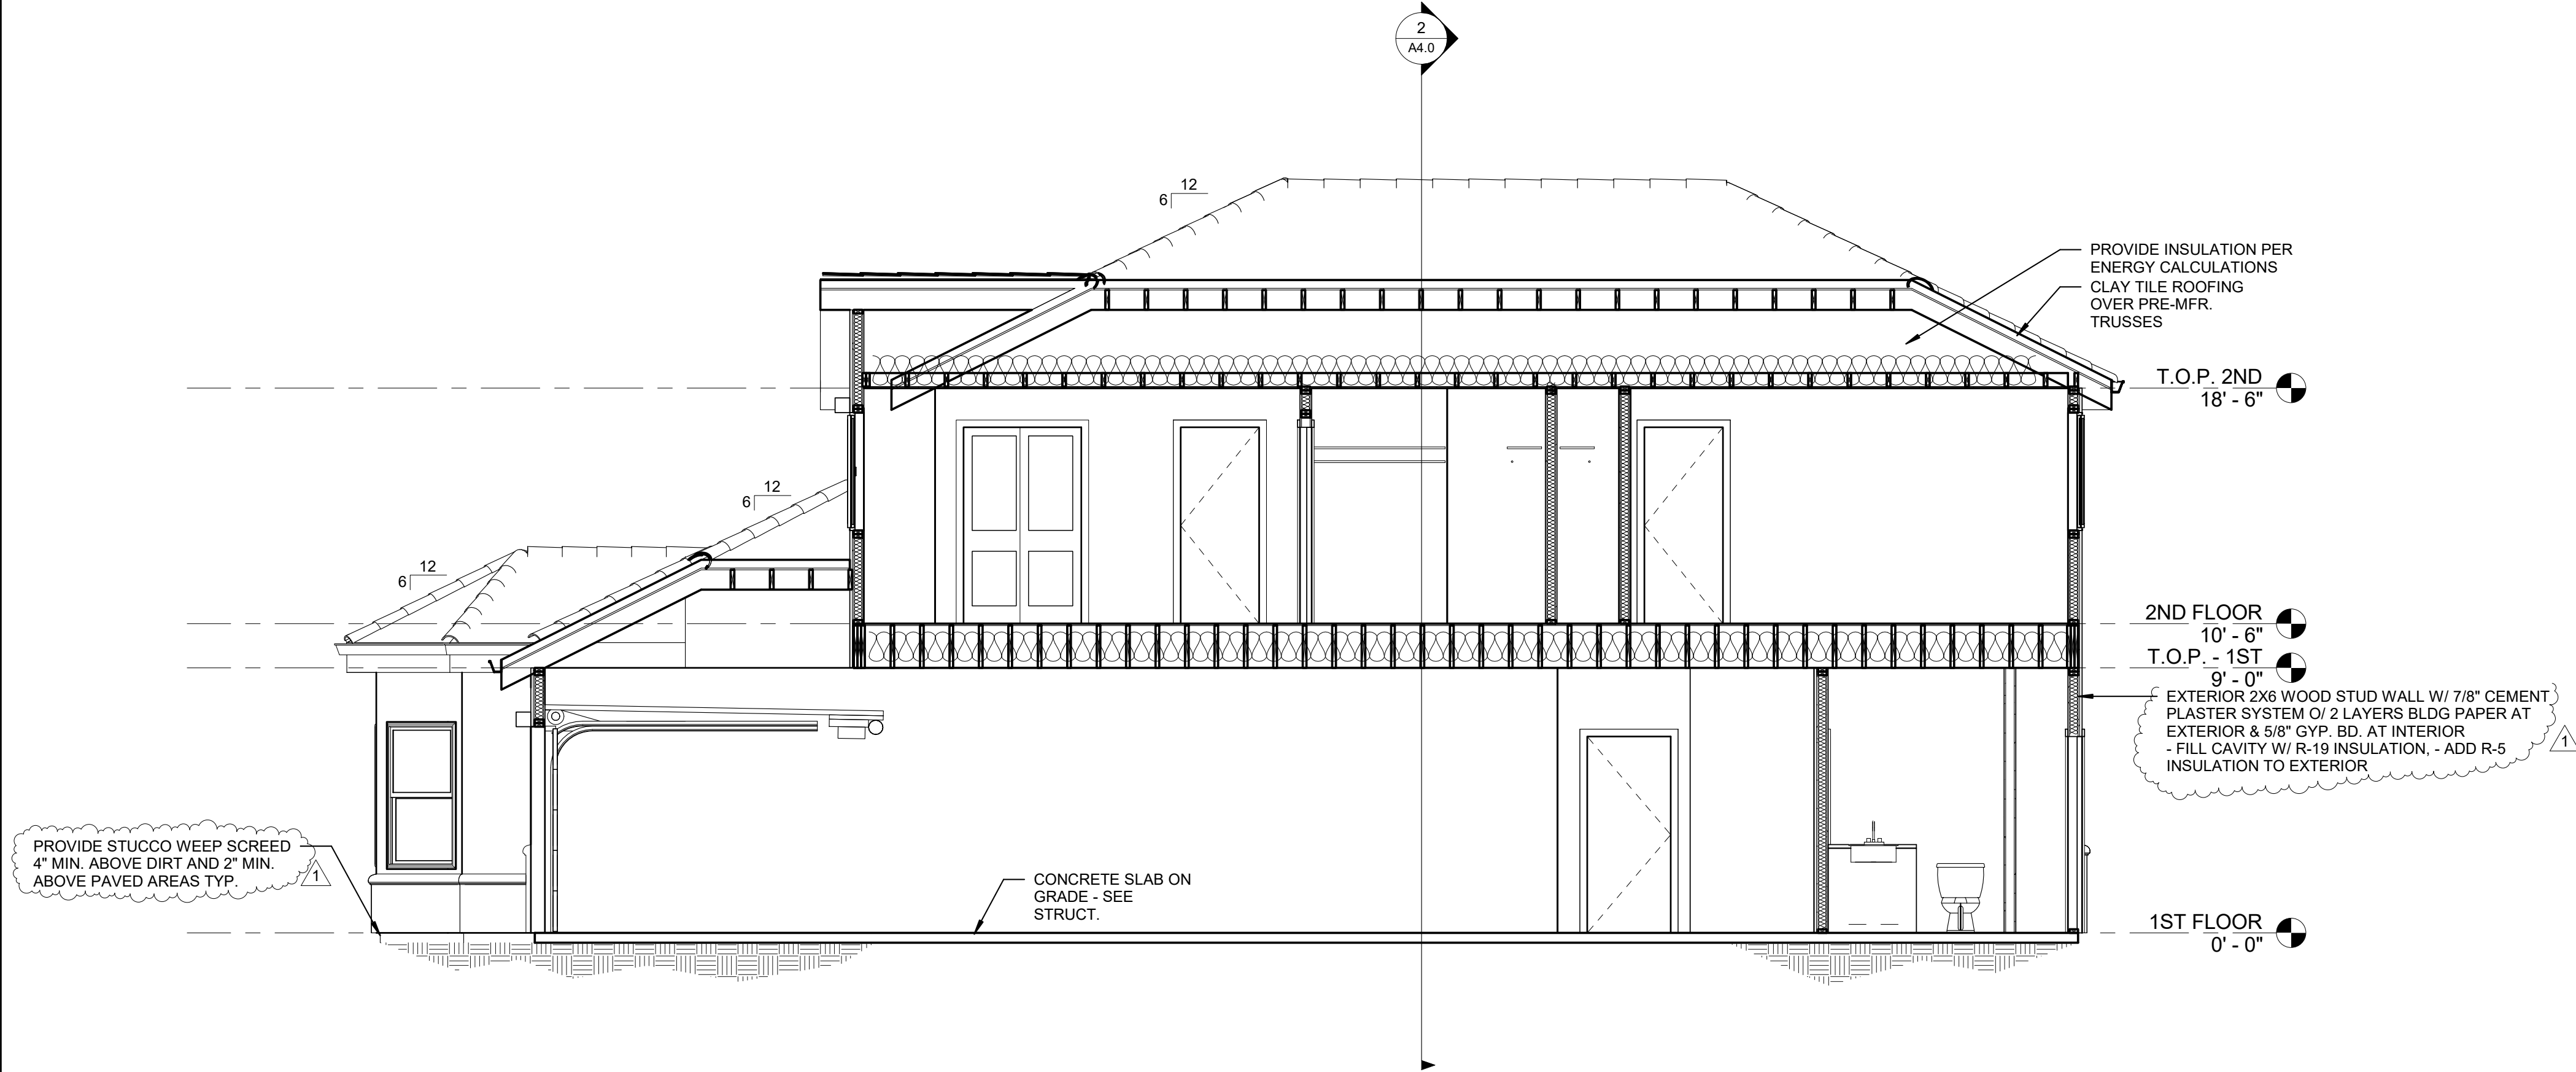 2
A4.0
12
6
PROVIDE INSULATION PER
ENERGY CALCULATIONS
CLAY TILE ROOFING
OVER PRE-MFR.
TRUSSES
T.O.P. 2ND
18' - 6"
12
6
12
6
2ND FLOOR
10' - 6"
T.O.P. - 1ST
9' - 0"
EXTERIOR 2X6 WOOD STUD WALL W/ 7/8" CEMENT
PLASTER SYSTEM O/ 2 LAYERS BLDG PAPER AT
EXTERIOR & 5/8" GYP. BD. AT INTERIOR
- FILL CAVITY W/ R-19 INSULATION, - ADD R-5
INSULATION TO EXTERIOR
1
PROVIDE STUCCO WEEP SCREED
4" MIN. ABOVE DIRT AND 2" MIN.
ABOVE PAVED AREAS TYP.
1
CONCRETE SLAB ON
GRADE - SEE
STRUCT.
1ST FLOOR
0' - 0"